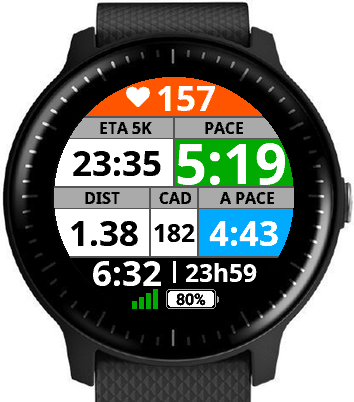 157
ETA 5K PACE
23:35 5:19
DIST CAD A PACE
1.38 182 4:43
6:32 | 23h59
80%